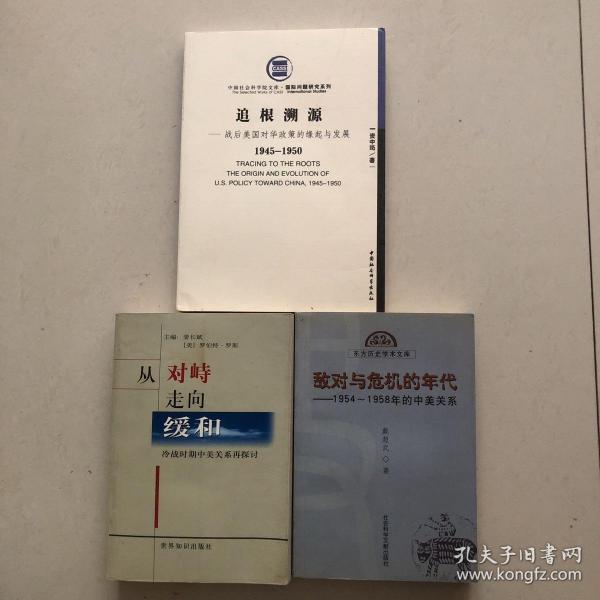 CASS
中国社会科学院文库·国际问题研究系列
The Selected Works of CASS International Studies
追根溯源
——战后美国对华政策的缘起与发展
1945—1950
TRACING TO THE ROOTS
THE ORIGIN AND EVOLUTION OF
U.S. POLICY TOWARD CHINA, 1945-1950
资中筠/著
中国社会科学出版社
主编:姜长斌
[美]罗伯特·罗斯
从对峙
走向
缓和
冷战时期中美关系再探讨
世界知识出版社
东方历史学术文库
敌对与危机的年代
——1954~1958年的中美关系
戴超武 著
社会科学文献出版社
孔夫子旧书网
www.kongfz.com